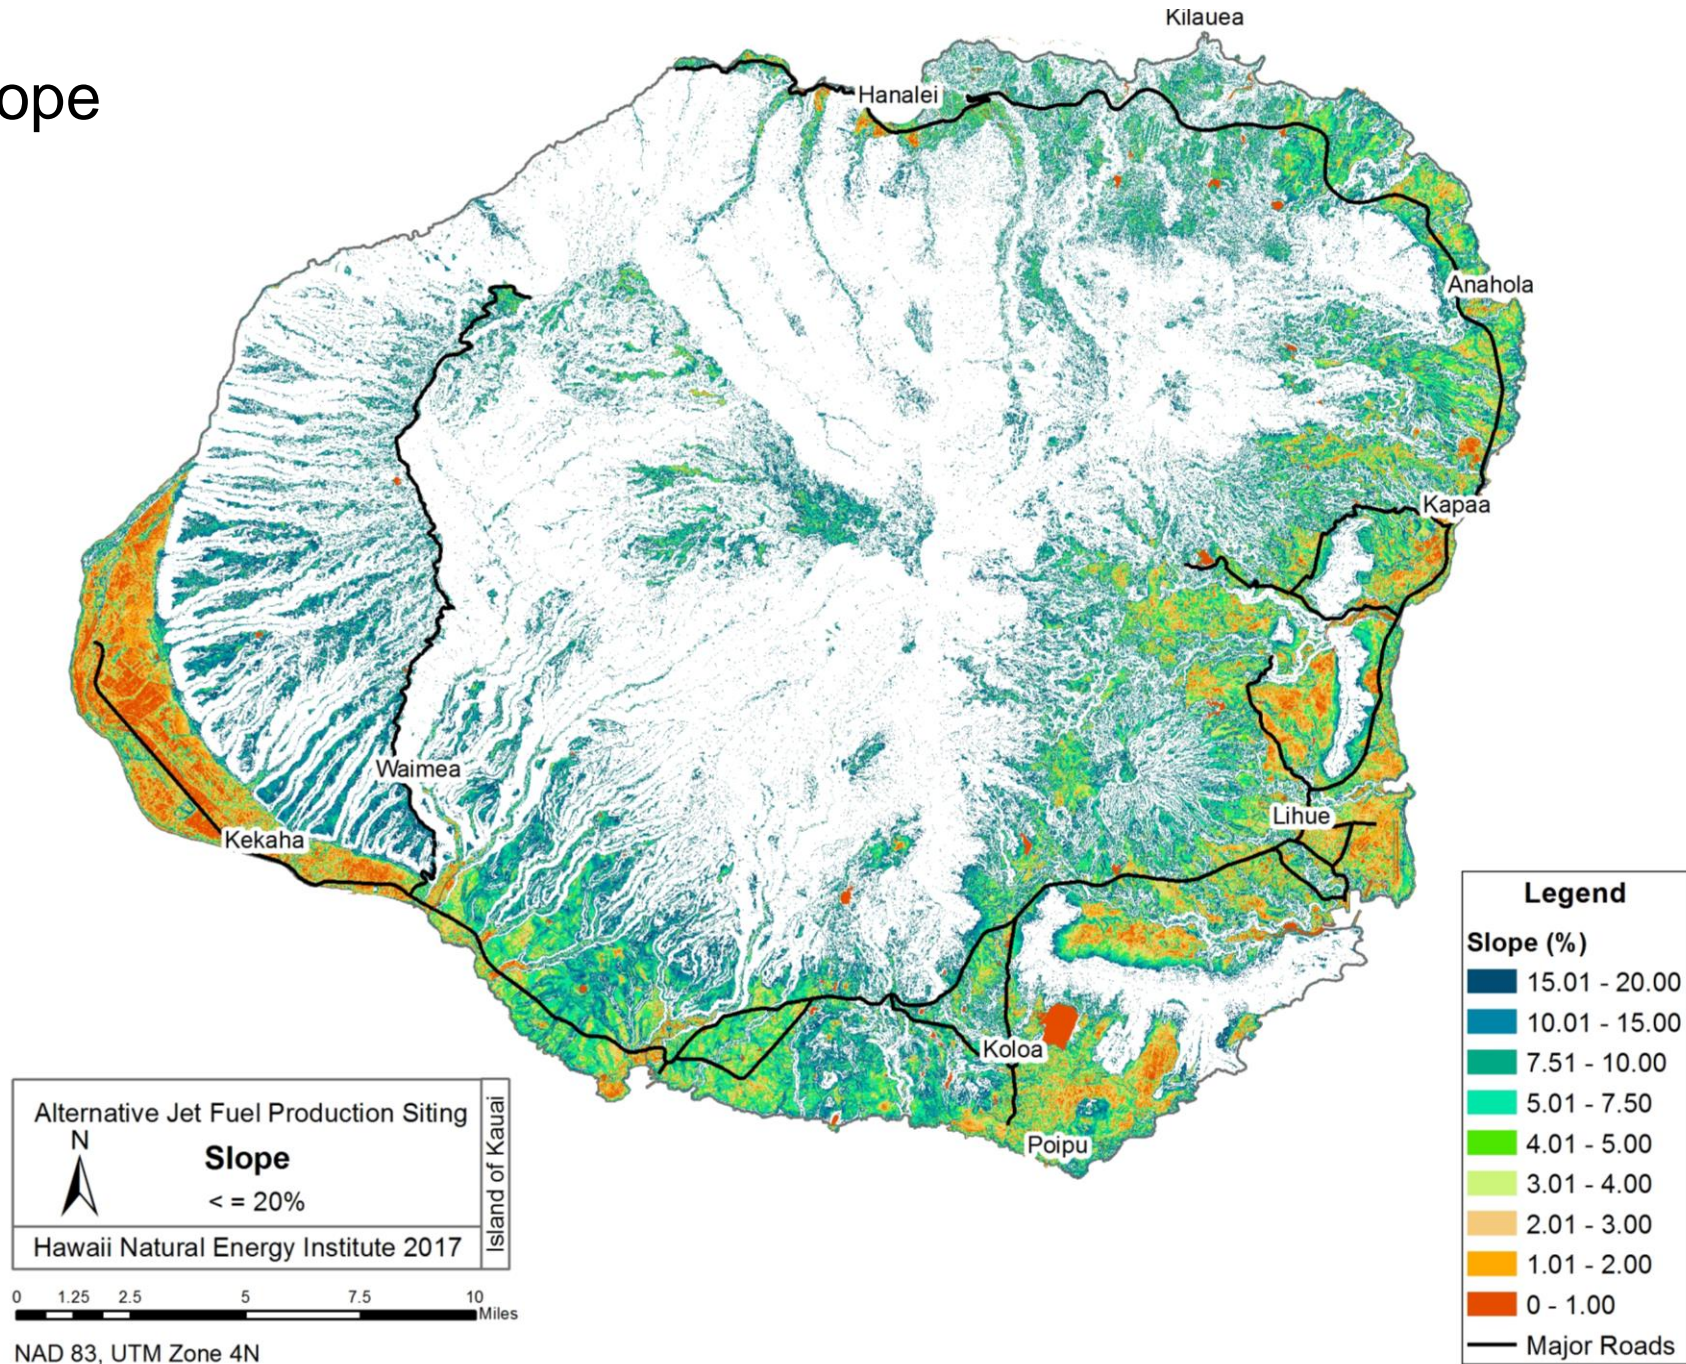 ope
Kilauea
Hanalei
Anahola
Kapaa
Waimea
Lihue
Kekaha
Koloa
Poipu
Alternative Jet Fuel Production Siting
N
Slope
< = 20%
Hawaii Natural Energy Institute 2017
Island of Kauai
0 1.25 2.5 5 7.5 10
Miles
NAD 83, UTM Zone 4N
Legend
Slope (%)
15.01 - 20.00
10.01 - 15.00
7.51 - 10.00
5.01 - 7.50
4.01 - 5.00
3.01 - 4.00
2.01 - 3.00
1.01 - 2.00
0 - 1.00
Major Roads